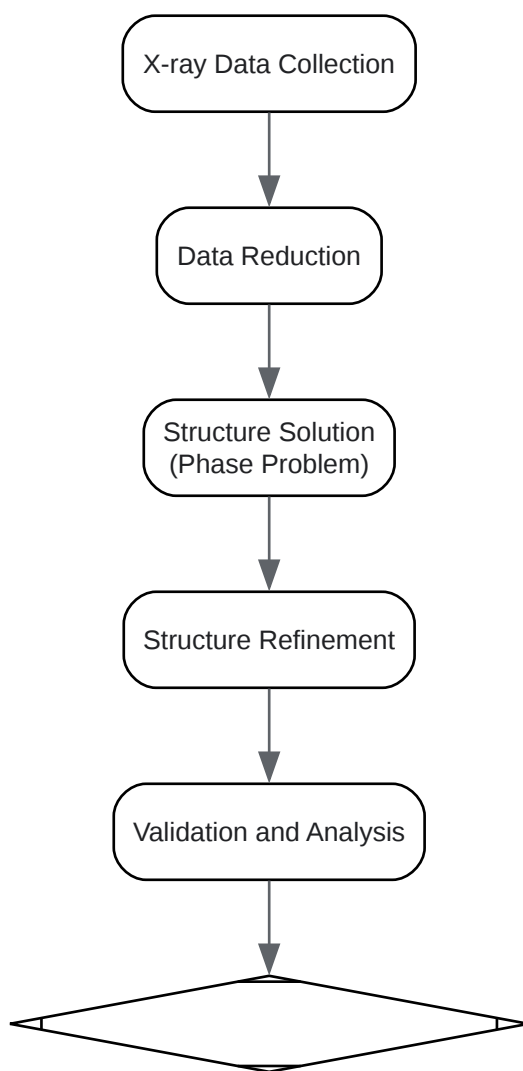 X-ray Data Collection
Data Reduction
Structure Solution
(Phase Problem)
Structure Refinement
Validation and Analysis